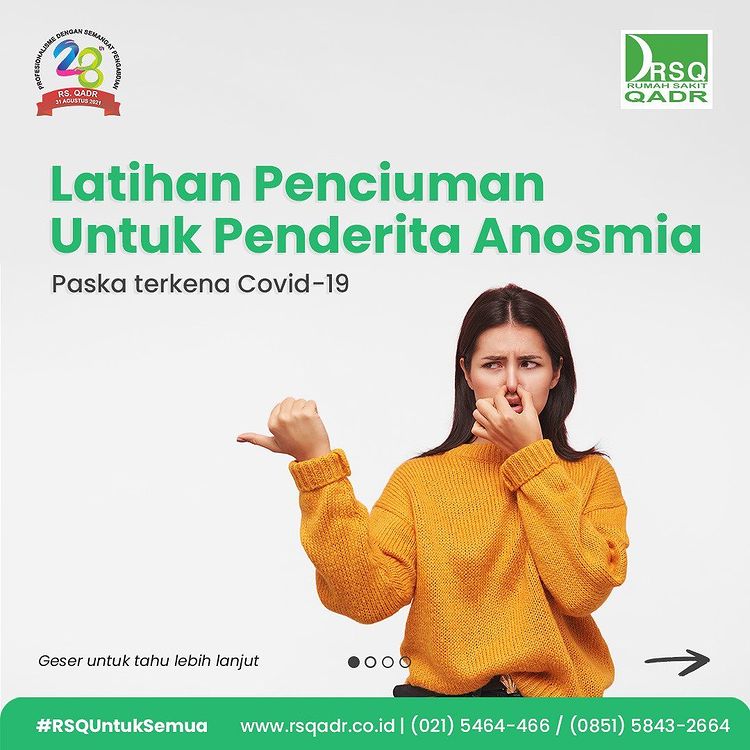 PROFESIONALISME DENGAN SEMANGAT PENGABDIAN
28th
RS. QADR
31 AGUSTUS 2021
RSQ
RUMAH SAKIT
QADR
Latihan Penciuman
Untuk Penderita Anosmia
Paska terkena Covid-19
Geser untuk tahu lebih lanjut
#RSQUntukSemua www.rsqadr.co.id | (021) 5464-466 / (0851) 5843-2664